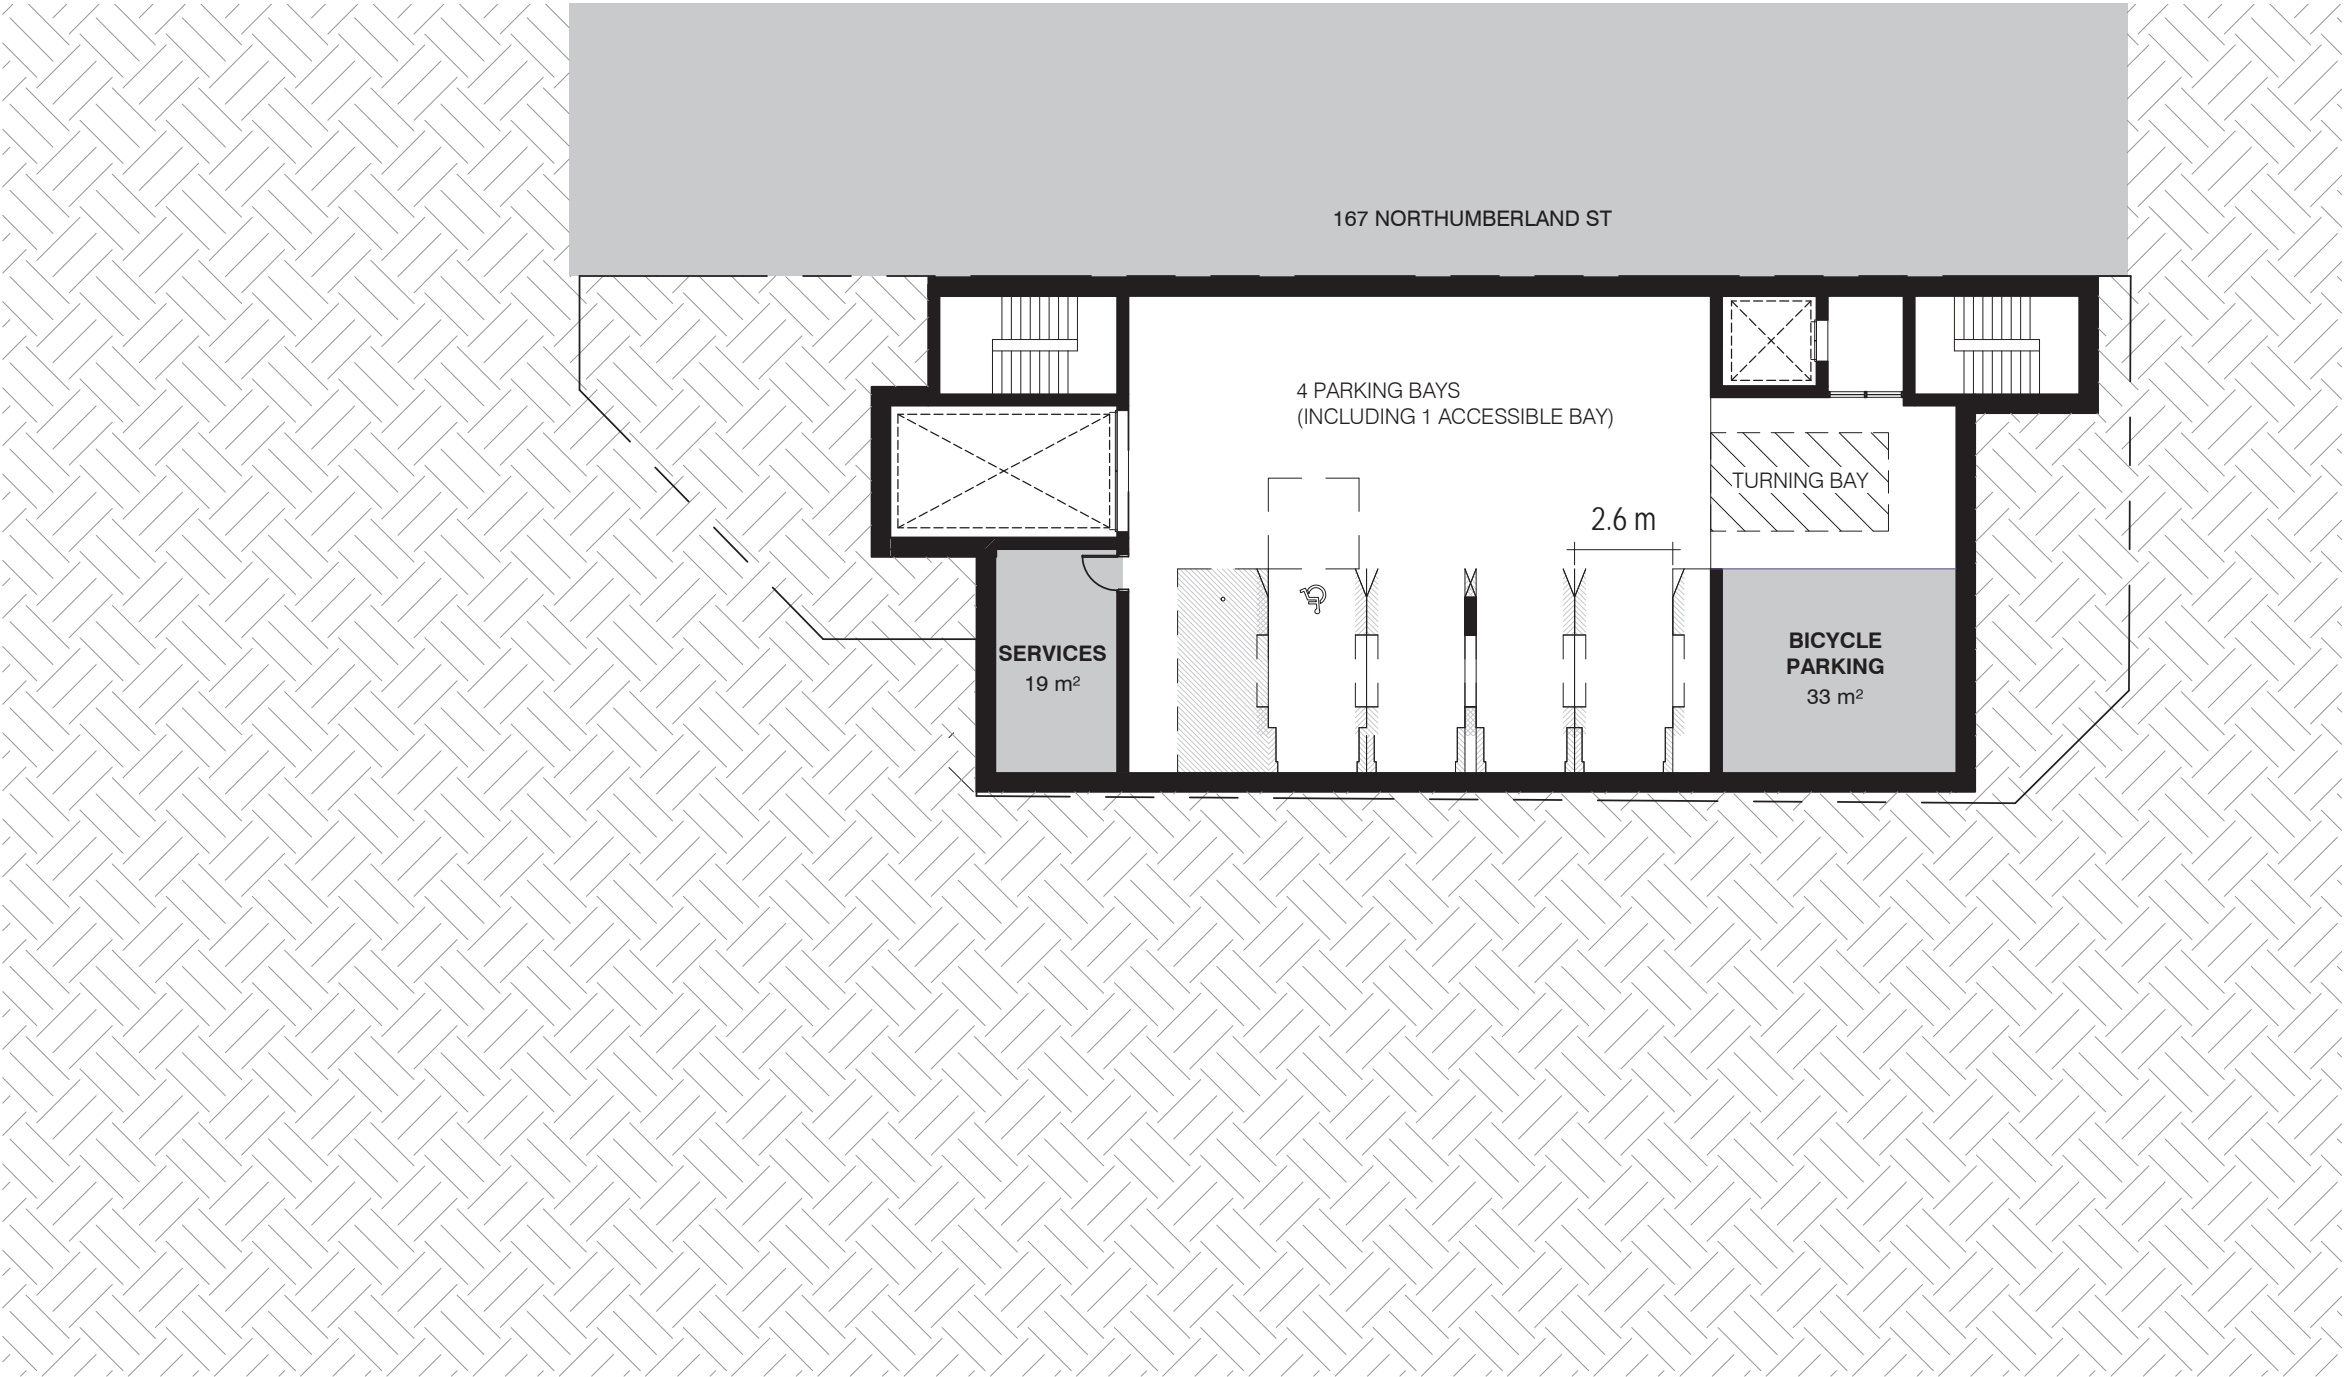 167 NORTHUMBERLAND ST
4 PARKING BAYS
(INCLUDING 1 ACCESSIBLE BAY)
TURNING BAY
2.6 m
SERVICES
19 m²
BICYCLE
PARKING
33 m²